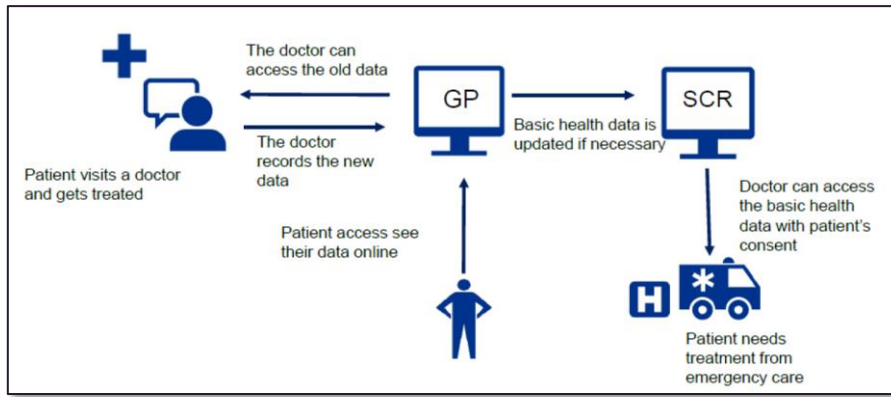 The doctor can
access the old data
GP
SCR
The doctor
records the new
data
Basic health data is
updated if necessary
Patient visits a doctor
and gets treated
Patient access see
their data online
Doctor can access
the basic health
data with patient's
consent
H
Patient needs
treatment from
emergency care